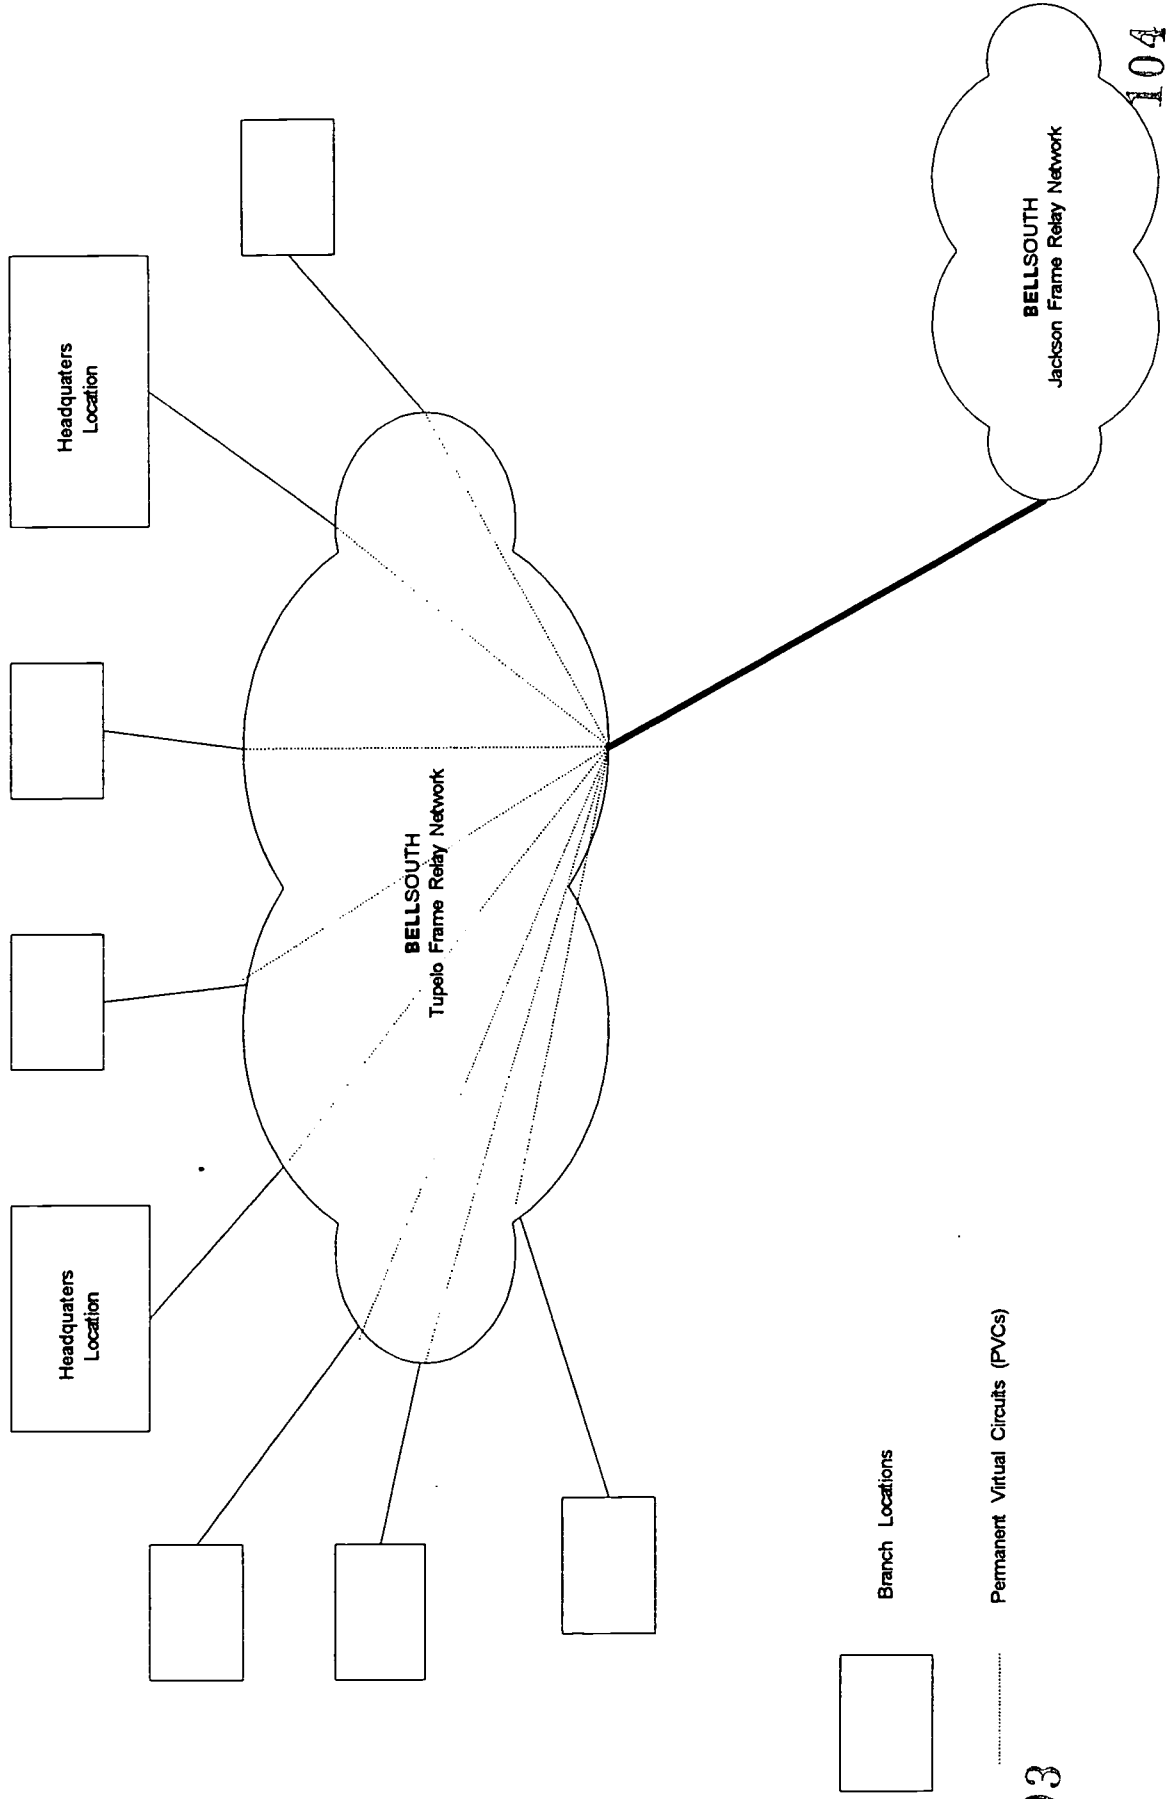 Headquaters
Location
Headquaters
Location
BELLSOUTH
Tupelo Frame Relay Network
BELLSOUTH
Jackson Frame Relay Network
Branch Locations
Permanent Virtual Circuits (PVCs)
104